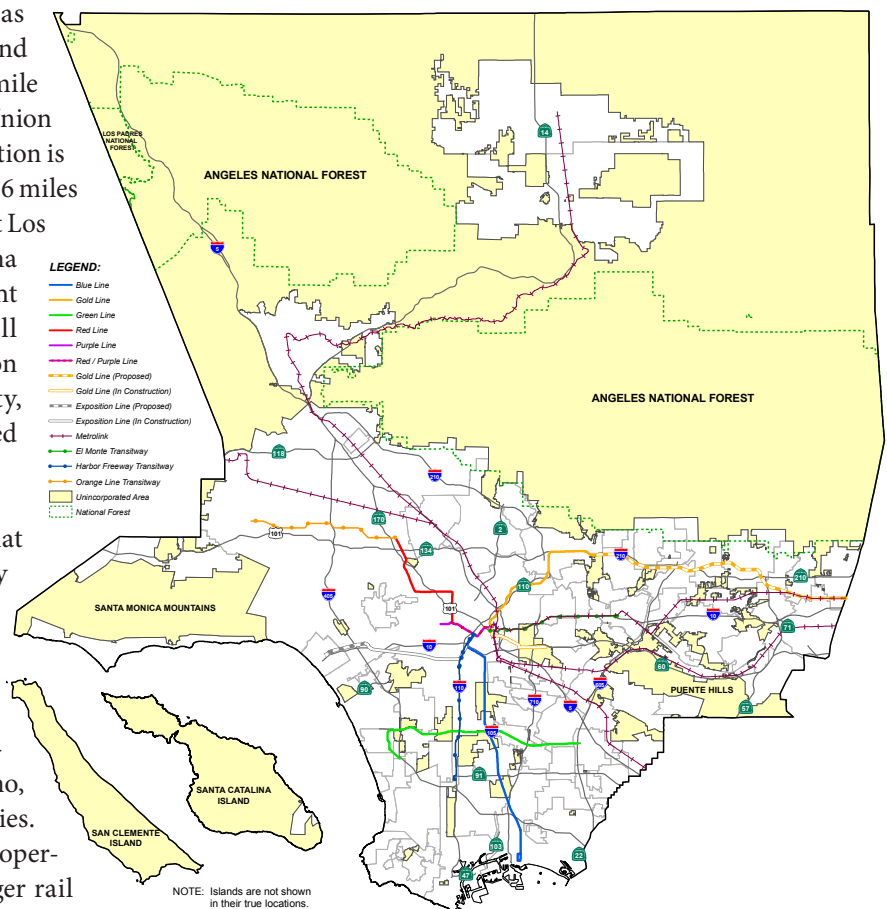 as
nd
mile
Union
tion is
6 miles
t Los
na
nt
ll
on
ty,
ed
at
y
-
no,
ies.
oper-
ger rail
LOS PADRES
NATIONAL
FOREST
ANGELES NATIONAL FOREST
14
5
LEGEND:
Blue Line
Gold Line
Green Line
Red Line
Purple Line
Red / Purple Line
Gold Line (Proposed)
Gold Line (In Construction)
Exposition Line (Proposed)
Exposition Line (In Construction)
Metrolink
El Monte Transitway
Harbor Freeway Transitway
Orange Line Transitway
Unincorporated Area
National Forest
ANGELES NATIONAL FOREST
118
210
170
2
101
134
210
210
110
405
101
10
71
SANTA MONICA MOUNTAINS
10
60
90
110
710
5
605
PUENTE HILLS
57
105
91
SANTA CATALINA
ISLAND
SAN CLEMENTE
ISLAND
103
22
47
NOTE: Islands are not shown
in their true locations.